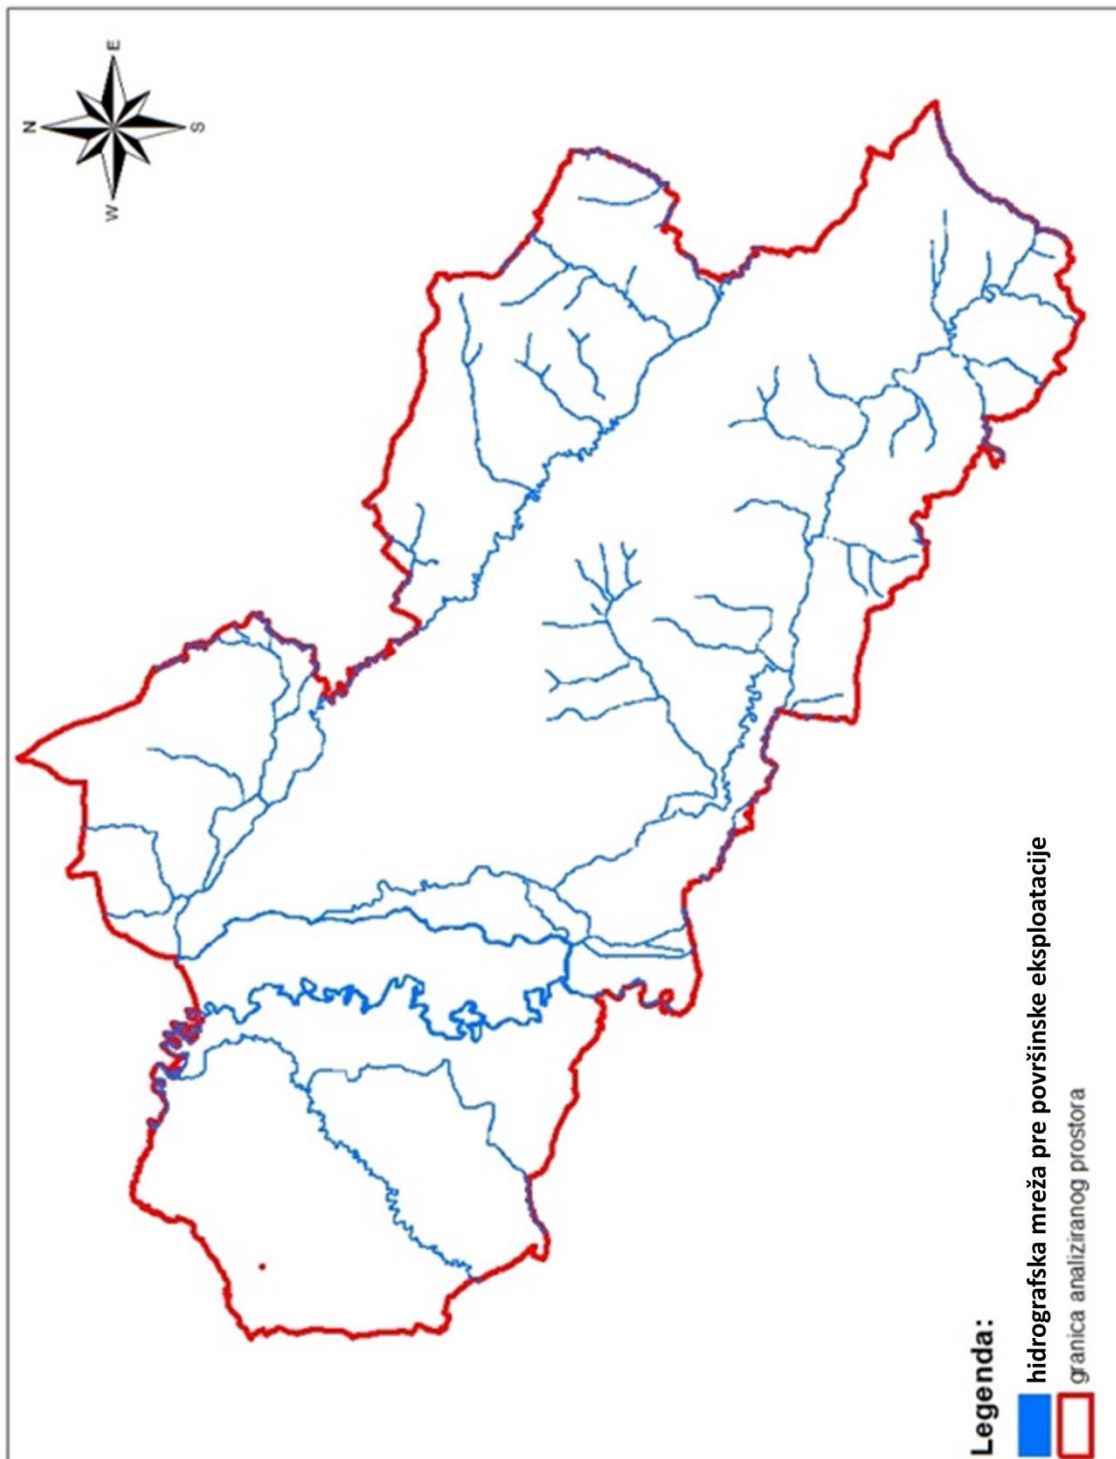 N
E
W
S
Legenda:
hidrografska mreža pre površinske eksploatacije
granica analiziranog prostora